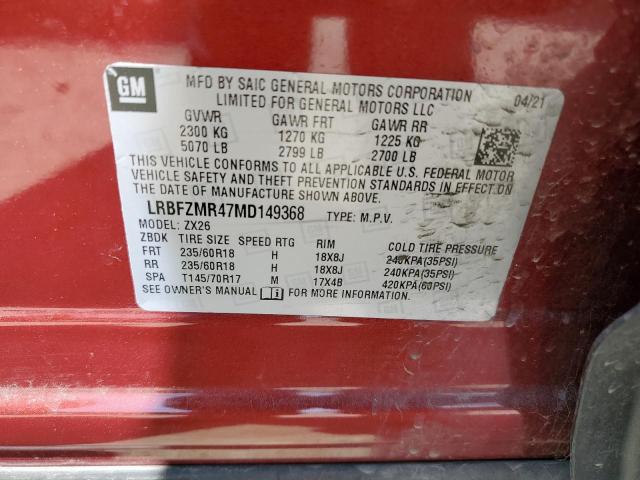 GM
MFD BY SAIC GENERAL MOTORS CORPORATION
LIMITED FOR GENERAL MOTORS LLC
04/21
GVWR GAWR FRT GAWR RR
2300 KG 1270 KG 1225 KG
5070 LB 2799 LB 2700 LB
THIS VEHICLE CONFORMS TO ALL APPLICABLE U.S. FEDERAL MOTOR
VEHICLE SAFETY AND THEFT PREVENTION STANDARDS IN EFFECT ON
THE DATE OF MANUFACTURE SHOWN ABOVE.
LRBFZMR47MD149368 TYPE: M.P.V.
MODEL: ZX26
ZBDK TIRE SIZE SPEED RTG RIM COLD TIRE PRESSURE
FRT 235/60R18 H 18X8J 240KPA(35PSI)
RR 235/60R18 H 18X8J 240KPA(35PSI)
SPA T145/70R17 M 17X4B 420KPA(60PSI)
SEE OWNER'S MANUAL FOR MORE INFORMATION